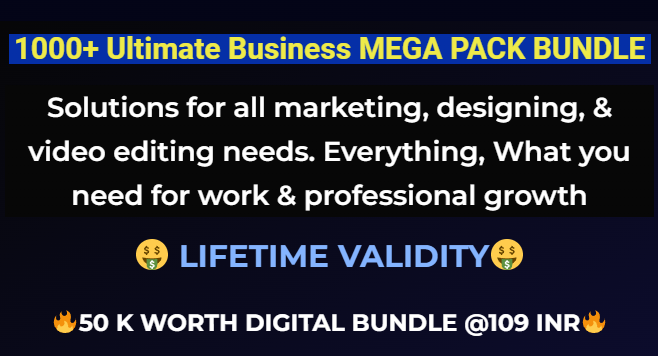 1000+ Ultimate Business MEGA PACK BUNDLE
Solutions for all marketing, designing, &
video editing needs. Everything, What you
need for work & professional growth
🤑 LIFETIME VALIDITY🤑
🔥50 K WORTH DIGITAL BUNDLE @109 INR🔥